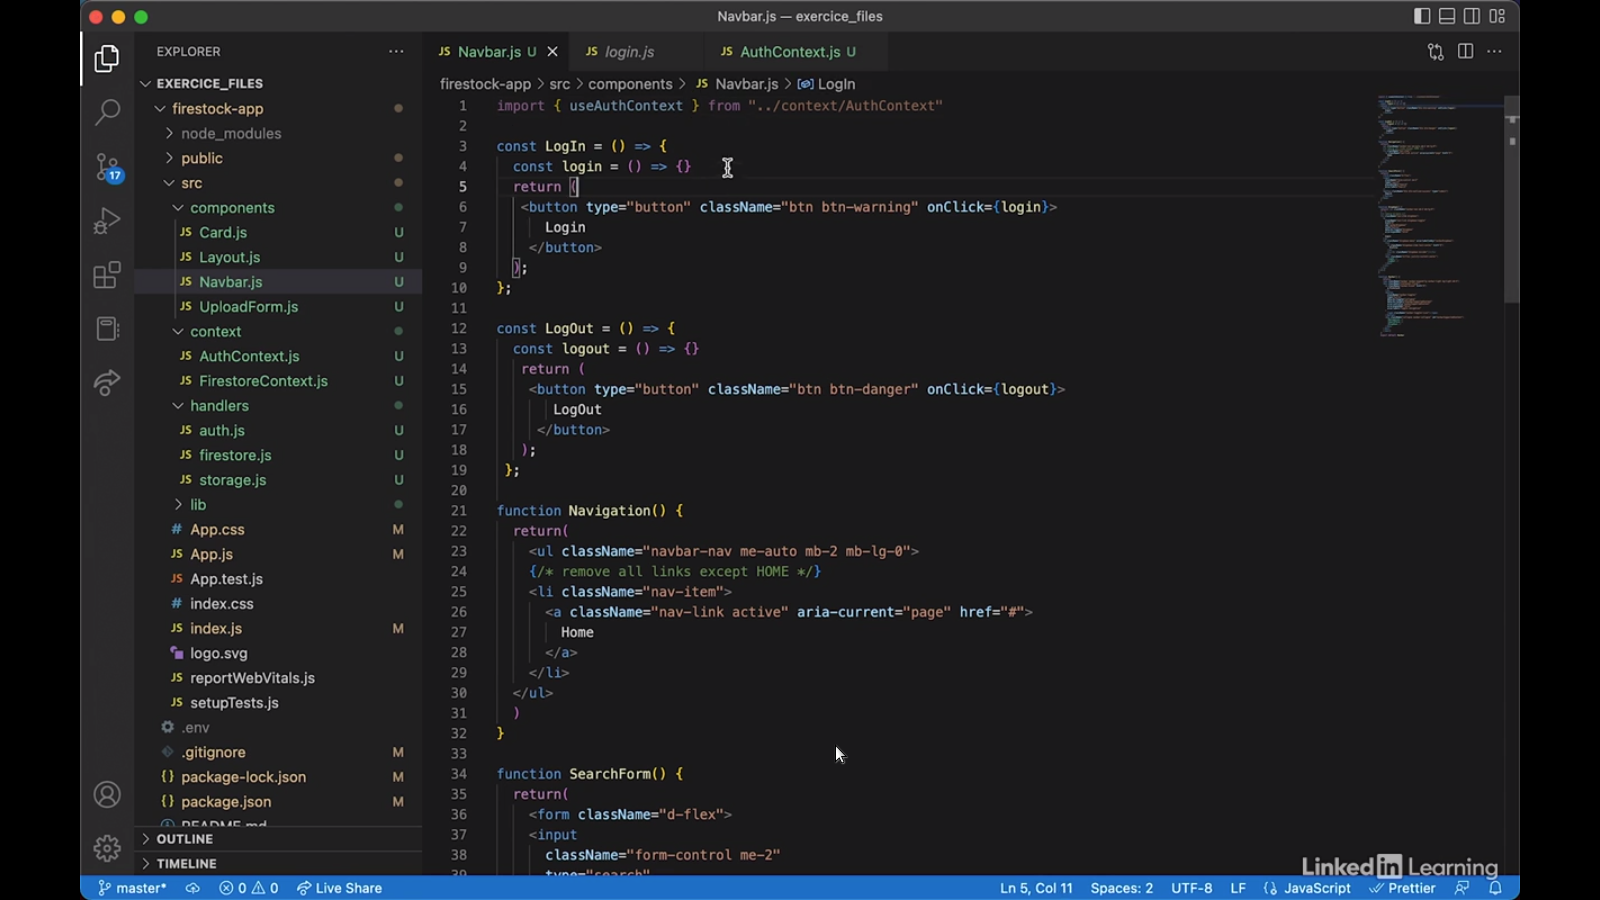 Navbar.js — exercice_files
EXPLORER
EXERCICE_FILES
firestock-app
node_modules
public
src
components
JS Card.js U
JS Layout.js U
JS Navbar.js U
JS UploadForm.js U
context
JS AuthContext.js U
JS FirestoreContext.js U
handlers
JS auth.js U
JS firestore.js U
JS storage.js U
lib
# App.css M
JS App.js M
JS App.test.js
# index.css
JS index.js M
logo.svg
JS reportWebVitals.js
JS setupTests.js
.env
.gitignore M
{} package-lock.json M
{} package.json M
README.md
OUTLINE
TIMELINE
17
JS Navbar.js U
JS login.js
JS AuthContext.js U
firestock-app > src > components > JS Navbar.js > LogIn
1 import { useAuthContext } from "../context/AuthContext"
2
3 const LogIn = () => {
4 const login = () => {}
5 return (
6 <button type="button" className="btn btn-warning" onClick={login}>
7 Login
8 </button>
9 );
10 };
11
12 const LogOut = () => {
13 const logout = () => {}
14 return (
15 <button type="button" className="btn btn-danger" onClick={logout}>
16 LogOut
17 </button>
18 );
19 };
20
21 function Navigation() {
22 return(
23 <ul className="navbar-nav me-auto mb-2 mb-lg-0">
24 {/* remove all links except HOME */}
25 <li className="nav-item">
26 <a className="nav-link active" aria-current="page" href="#">
27 Home
28 </a>
29 </li>
30 </ul>
31 )
32 }
33
34 function SearchForm() {
35 return(
36 <form className="d-flex">
37 <input
38 className="form-control me-2"
39 type="search"
LinkedIn Learning
master* 0 0 Live Share
Ln 5, Col 11 Spaces: 2 UTF-8 LF {} JavaScript Prettier